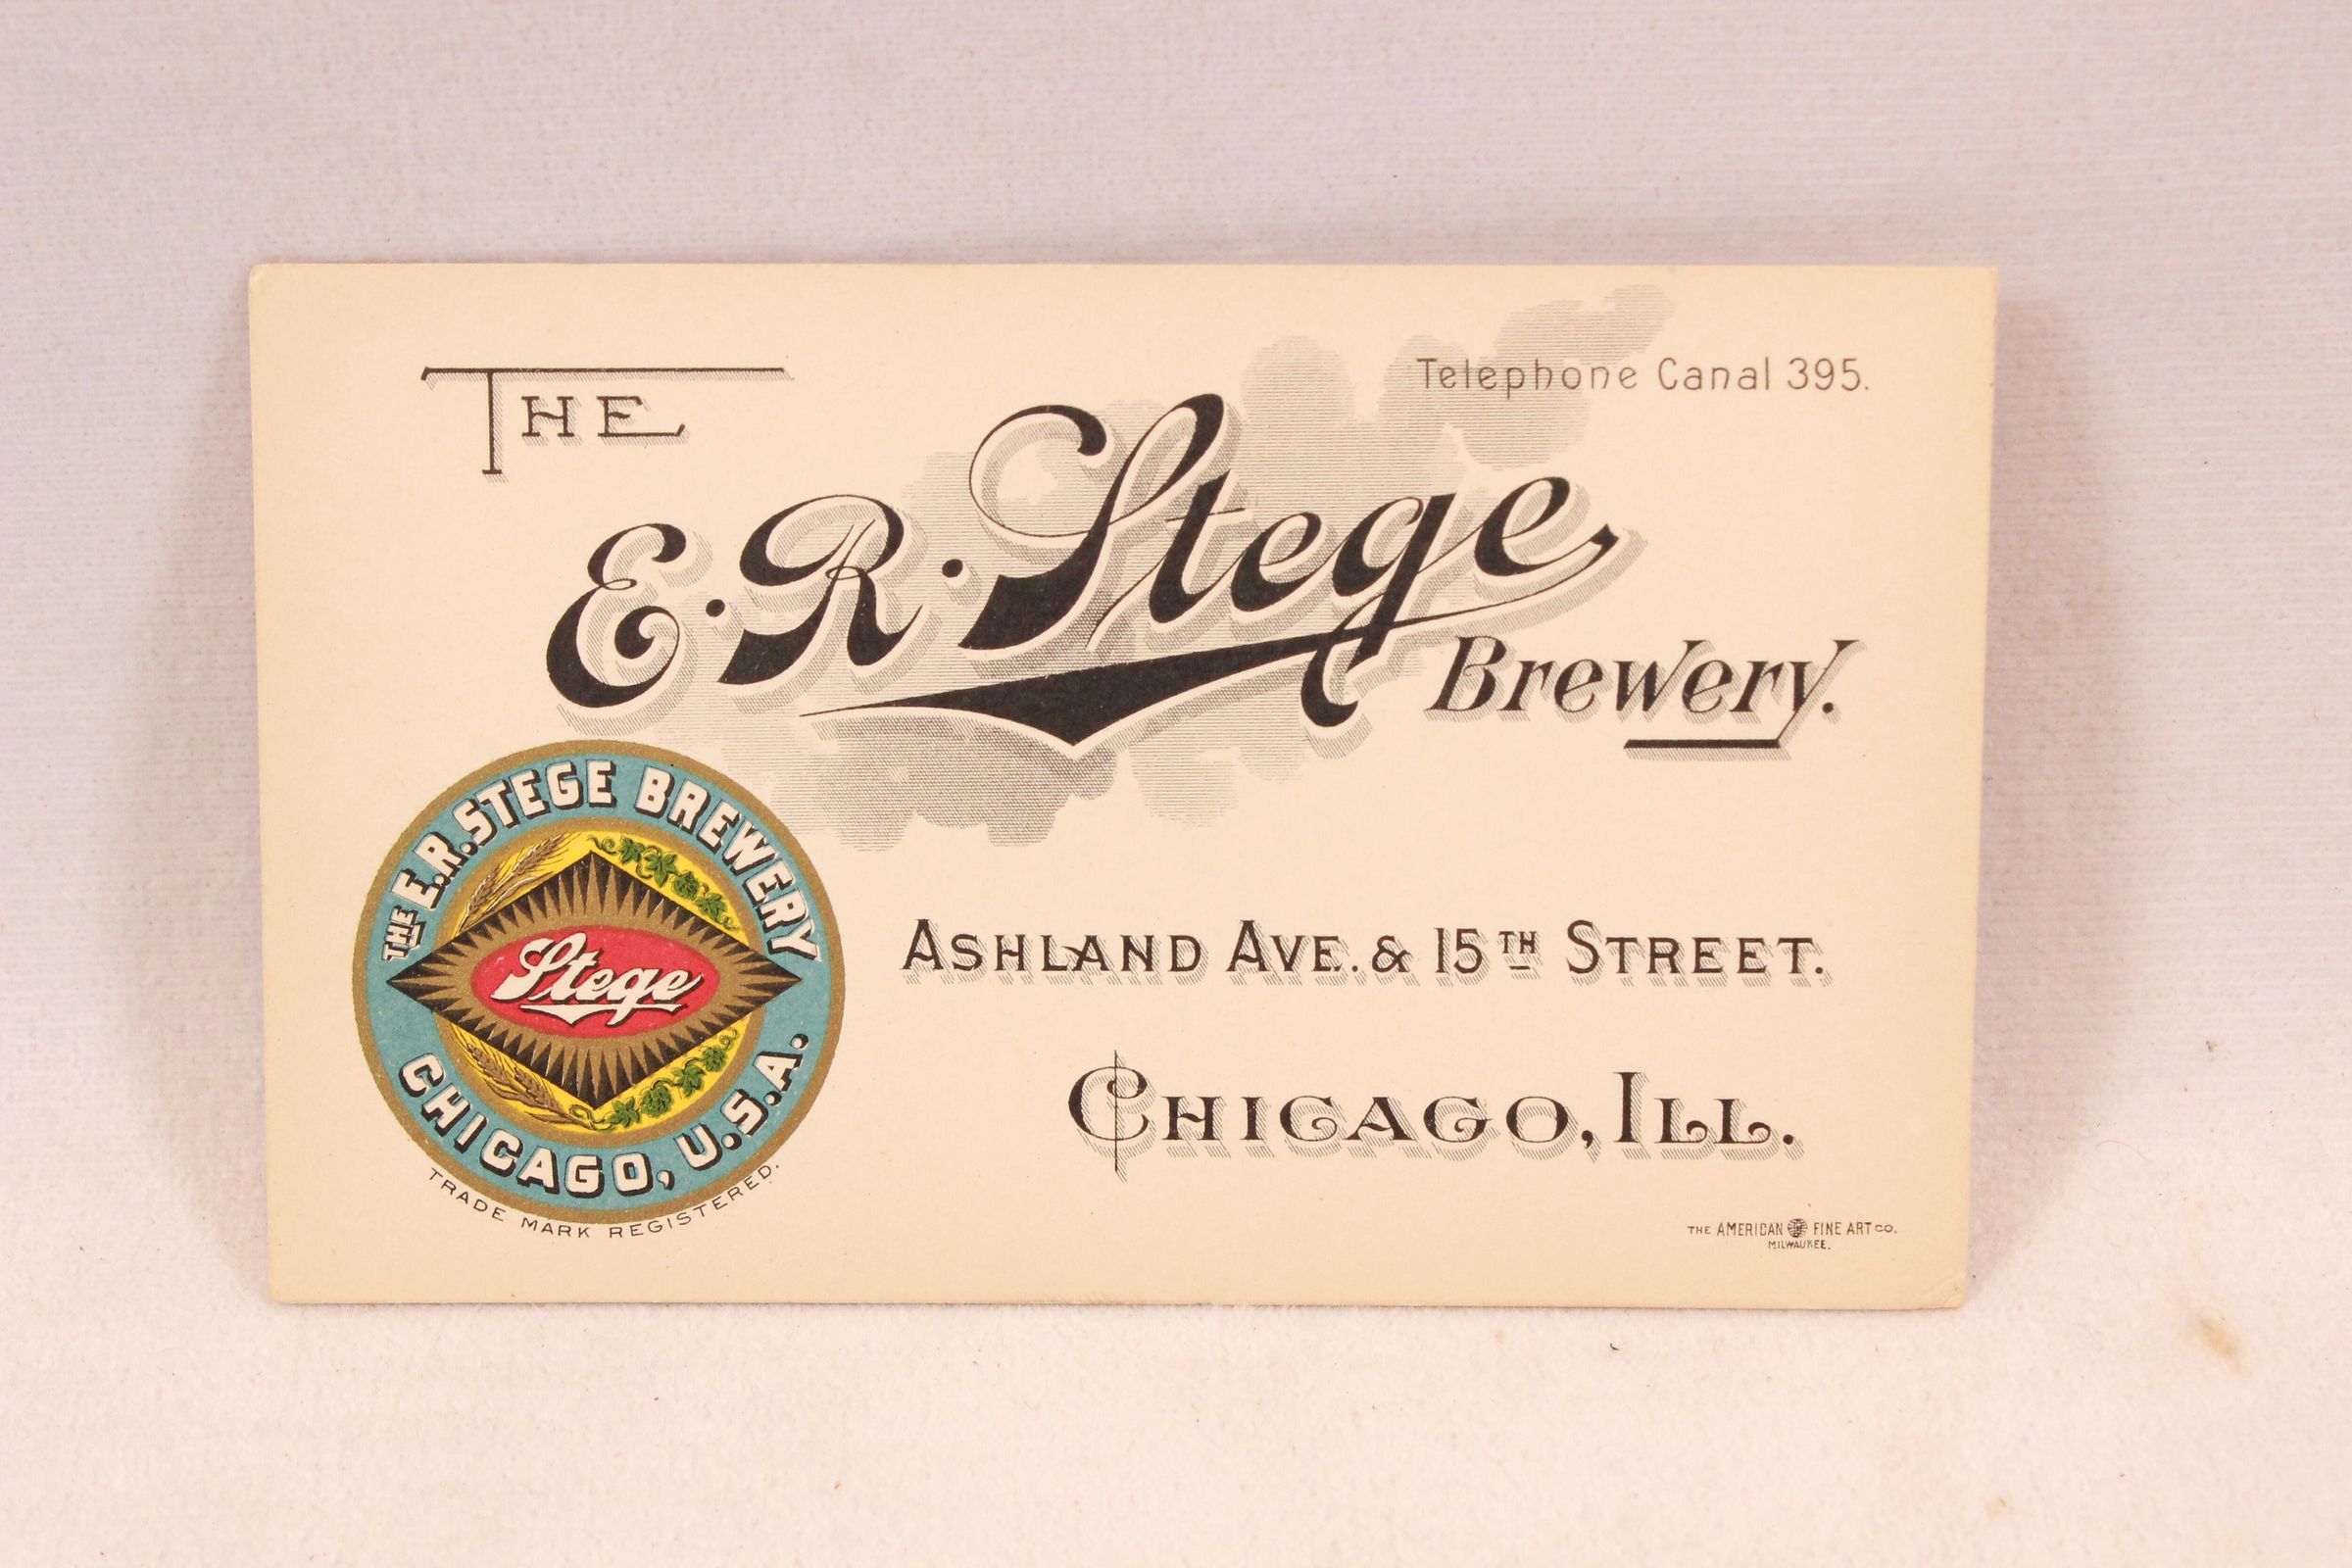 THE
Telephone Canal 395.
E.R. Stege
Brewery.
THE E.R. STEGE BREWERY
Stege
CHICAGO, U.S.A.
TRADE MARK REGISTERED.
ASHLAND AVE. & 15TH STREET.
CHICAGO, ILL.
THE AMERICAN FINE ART CO.
MILWAUKEE.